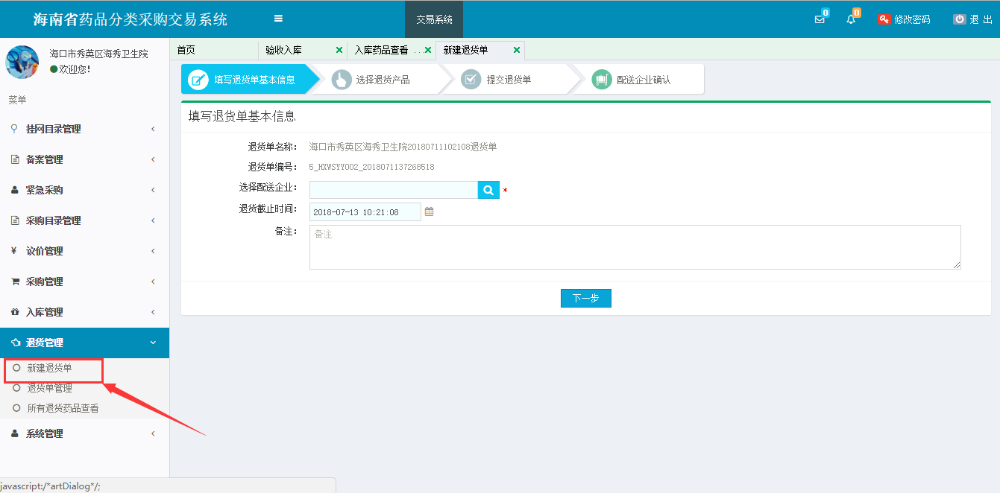 海南省药品分类采购交易系统
交易系统
0
0
修改密码
退 出
海口市秀英区海秀卫生院
欢迎您!
菜单
挂网目录管理
备案管理
紧急采购
采购目录管理
议价管理
采购管理
入库管理
退货管理
新建退货单
退货单管理
所有退货药品查看
系统管理
首页
验收入库
入库药品查看 ...
新建退货单
填写退货单基本信息
选择退货产品
提交退货单
配送企业确认
填写退货单基本信息
退货单名称: 海口市秀英区海秀卫生院20180711102108退货单
退货单编号: 5_HXWSYY002_2018071137268518
选择配送企业: *
退货截止时间: 2018-07-13 10:21:08
备注: 备注
下一步
javascript:/*artDialog*/;